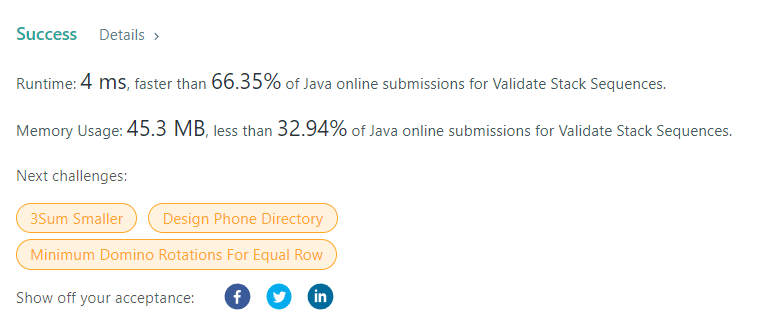 Success Details >
Runtime: 4 ms, faster than 66.35% of Java online submissions for Validate Stack Sequences.
Memory Usage: 45.3 MB, less than 32.94% of Java online submissions for Validate Stack Sequences.
Next challenges:
3Sum Smaller Design Phone Directory
Minimum Domino Rotations For Equal Row
Show off your acceptance: f in